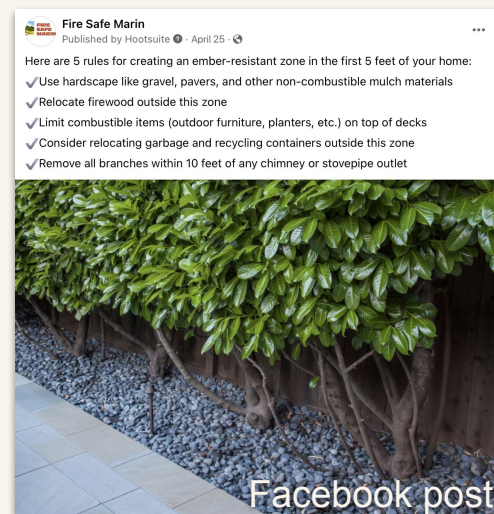 FIRE
SAFE
MARIN
Fire Safe Marin
Published by Hootsuite ? · April 25 ·
Here are 5 rules for creating an ember-resistant zone in the first 5 feet of your home:
✓Use hardscape like gravel, pavers, and other non-combustible mulch materials
✓Relocate firewood outside this zone
✓Limit combustible items (outdoor furniture, planters, etc.) on top of decks
✓Consider relocating garbage and recycling containers outside this zone
✓Remove all branches within 10 feet of any chimney or stovepipe outlet
Facebook post